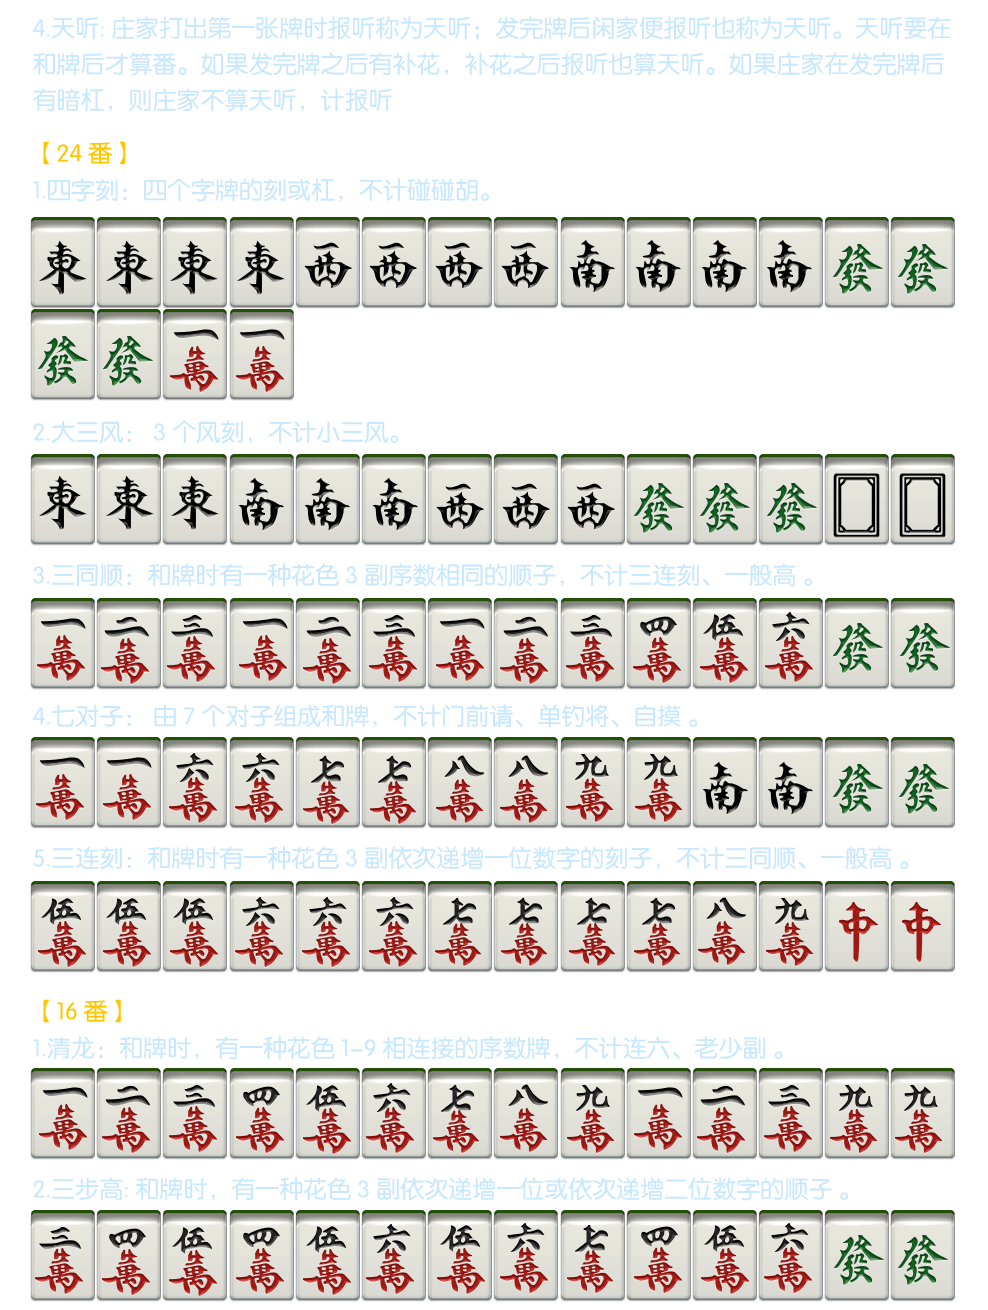 4.天听: 庄家打出第一张牌时报听称为天听；发完牌后闲家便报听也称为天听。天听要在
和牌后才算番。如果发完牌之后有补花，补花之后报听也算天听。如果庄家在发完牌后
有暗杠，则庄家不算天听，计报听
【24 番】
1.四字刻：四个字牌的刻或杠，不计碰碰胡。
東 東 東 東 西 西 西 西 南 南 南 南 發 發
發 發 一萬 一萬
2.大三风： 3 个风刻，不计小三风。
東 東 東 南 南 南 西 西 西 發 發 發
3.三同顺：和牌时有一种花色 3 副序数相同的顺子，不计三连刻、一般高 。
一萬 二萬 三萬 一萬 二萬 三萬 一萬 二萬 三萬 四萬 伍萬 六萬 發 發
4.七对子： 由 7 个对子组成和牌，不计门前请、单钓将、自摸 。
一萬 一萬 六萬 六萬 七萬 七萬 八萬 八萬 九萬 九萬 南 南 發 發
5.三连刻：和牌时有一种花色 3 副依次递增一位数字的刻子，不计三同顺、一般高 。
伍萬 伍萬 伍萬 六萬 六萬 六萬 七萬 七萬 七萬 七萬 八萬 九萬 中 中
【16 番】
1.清龙：和牌时，有一种花色 1-9 相连接的序数牌，不计连六、老少副 。
一萬 二萬 三萬 四萬 伍萬 六萬 七萬 八萬 九萬 一萬 二萬 三萬 九萬 九萬
2.三步高: 和牌时，有一种花色 3 副依次递增一位或依次递增二位数字的顺子 。
三萬 四萬 伍萬 四萬 伍萬 六萬 伍萬 六萬 七萬 四萬 伍萬 六萬 發 發